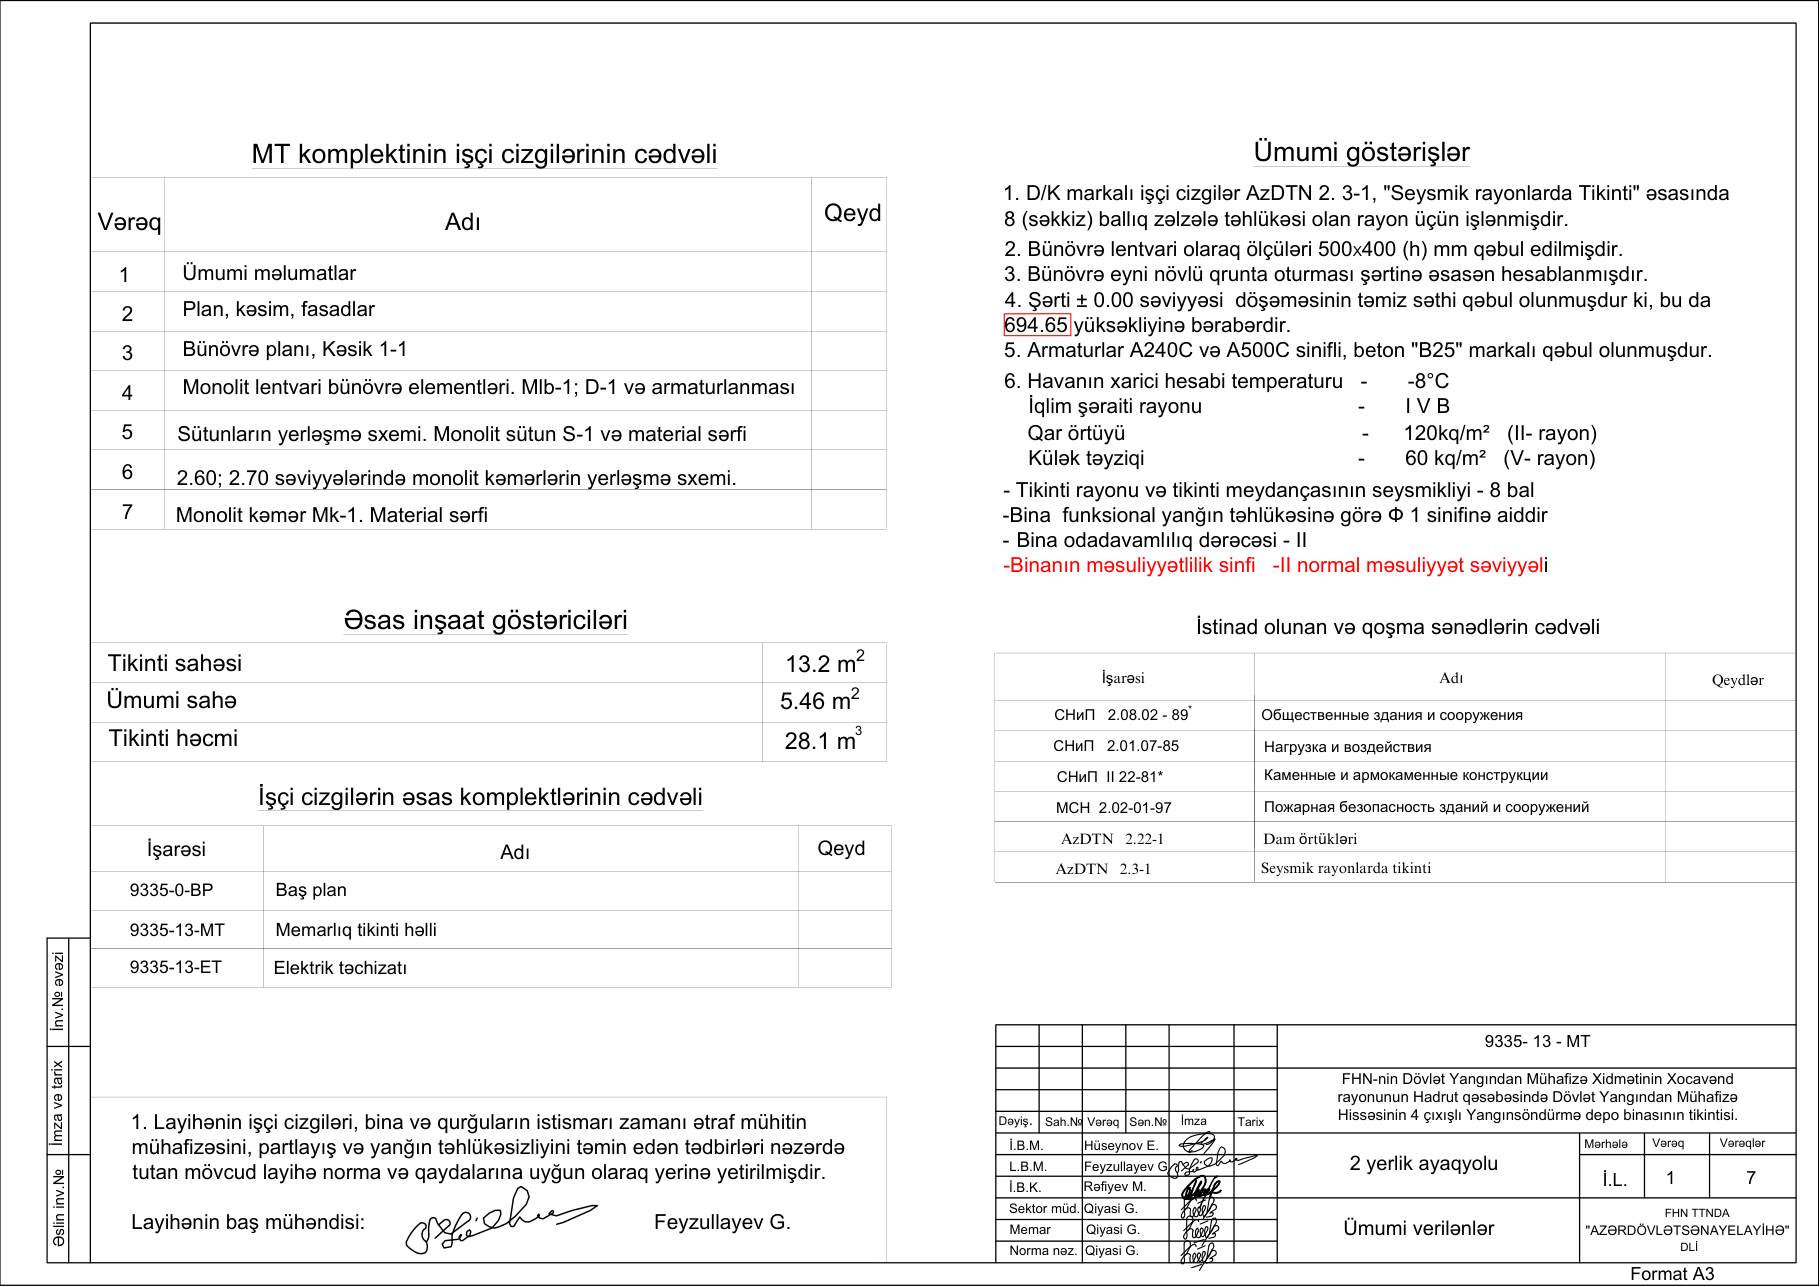 MT komplektinin işçi cizgilərinin cədvəli
Vərəq Adı Qeyd
1 Ümumi məlumatlar
2 Plan, kəsim, fasadlar
3 Bünövrə planı, Kəsik 1-1
4 Monolit lentvari bünövrə elementləri. Mlb-1; D-1 və armaturlanması
5 Sütunların yerləşmə sxemi. Monolit sütun S-1 və material sərfi
6 2.60; 2.70 səviyyələrində monolit kəmərlərin yerləşmə sxemi.
7 Monolit kəmər Mk-1. Material sərfi
Əsas inşaat göstəriciləri
Tikinti sahəsi 13.2 m²
Ümumi sahə 5.46 m²
Tikinti həcmi 28.1 m³
İşçi cizgilərin əsas komplektlərinin cədvəli
İşarəsi Adı Qeyd
9335-0-BP Baş plan
9335-13-MT Memarlıq tikinti həlli
9335-13-ET Elektrik təchizatı
1. Layihənin işçi cizgiləri, bina və qurğuların istismarı zamanı ətraf mühitin
mühafizəsini, partlayış və yanğın təhlükəsizliyini təmin edən tədbirləri nəzərdə
tutan mövcud layihə norma və qaydalarına uyğun olaraq yerinə yetirilmişdir.
Layihənin baş mühəndisi: Feyzullayev G.
İnv.№ əvəzi
İmza və tarix
Əslin inv.№
Ümumi göstərişlər
1. D/K markalı işçi cizgilər AzDTN 2. 3-1, "Seysmik rayonlarda Tikinti" əsasında
8 (səkkiz) ballıq zəlzələ təhlükəsi olan rayon üçün işlənmişdir.
2. Bünövrə lentvari olaraq ölçüləri 500x400 (h) mm qəbul edilmişdir.
3. Bünövrə eyni növlü qrunta oturması şərtinə əsasən hesablanmışdır.
4. Şərti ± 0.00 səviyyəsi döşəməsinin təmiz səthi qəbul olunmuşdur ki, bu da
694.65 yüksəkliyinə bərabərdir.
5. Armaturlar A240C və A500C sinifli, beton "B25" markalı qəbul olunmuşdur.
6. Havanın xarici hesabi temperaturu - -8°C
İqlim şəraiti rayonu - I V B
Qar örtüyü - 120kq/m² (II- rayon)
Külək təyziqi - 60 kq/m² (V- rayon)
- Tikinti rayonu və tikinti meydançasının seysmikliyi - 8 bal
-Bina funksional yanğın təhlükəsinə görə Φ 1 sinifinə aiddir
- Bina odadavamlılıq dərəcəsi - II
-Binanın məsuliyyətlilik sinfi -II normal məsuliyyət səviyyəli
İstinad olunan və qoşma sənədlərin cədvəli
İşarəsi Adı Qeydlər
СНиП 2.08.02 - 89* Общественные здания и сооружения
СНиП 2.01.07-85 Нагрузка и воздействия
СНиП II 22-81* Каменные и армокаменные конструкции
МСН 2.02-01-97 Пожарная безопасность зданий и сооружений
AzDTN 2.22-1 Dam örtükləri
AzDTN 2.3-1 Seysmik rayonlarda tikinti
9335- 13 - MT
FHN-nin Dövlət Yangından Mühafizə Xidmətinin Xocavənd
rayonunun Hadrut qəsəbəsində Dövlət Yangından Mühafizə
Hissəsinin 4 çıxışlı Yangınsöndürmə depo binasının tikintisi.
Dəyiş. Sah.№ Vərəq Sən.№ İmza Tarix
İ.B.M. Hüseynov E.
L.B.M. Feyzullayev G
İ.B.K. Rəfiyev M.
Sektor müd. Qiyasi G.
Memar Qiyasi G.
Norma nəz. Qiyasi G.
2 yerlik ayaqyolu
Mərhələ Vərəq Vərəqlər
İ.L. 1 7
Ümumi verilənlər
FHN TTNDA
"AZƏRDÖVLƏTSƏNAYELAYİHƏ"
DLİ
Format A3